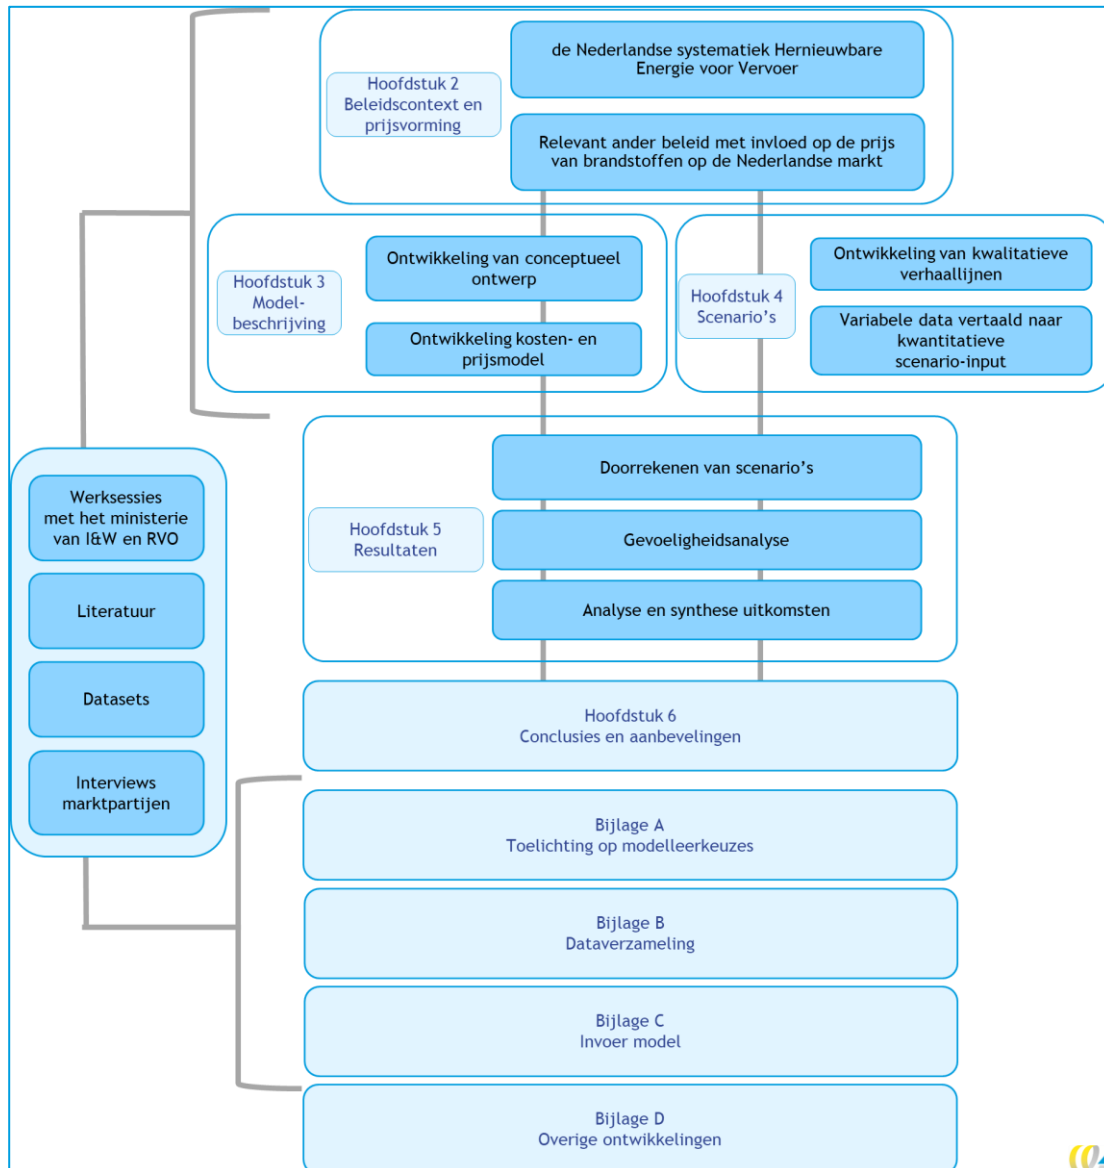 Hoofdstuk 2
Beleidscontext en
prijsvorming
de Nederlandse systematiek Hernieuwbare
Energie voor Vervoer
Relevant ander beleid met invloed op de prijs
van brandstoffen op de Nederlandse markt
Hoofdstuk 3
Model-
beschrijving
Ontwikkeling van conceptueel
ontwerp
Ontwikkeling kosten- en
prijsmodel
Hoofdstuk 4
Scenario’s
Ontwikkeling van kwalitatieve
verhaallijnen
Variabele data vertaald naar
kwantitatieve
scenario-input
Werksessies
met het ministerie
van I&W en RVO
Literatuur
Datasets
Interviews
marktpartijen
Hoofdstuk 5
Resultaten
Doorrekenen van scenario’s
Gevoeligheidsanalyse
Analyse en synthese uitkomsten
Hoofdstuk 6
Conclusies en aanbevelingen
Bijlage A
Toelichting op modelleerkeuzes
Bijlage B
Dataverzameling
Bijlage C
Invoer model
Bijlage D
Overige ontwikkelingen